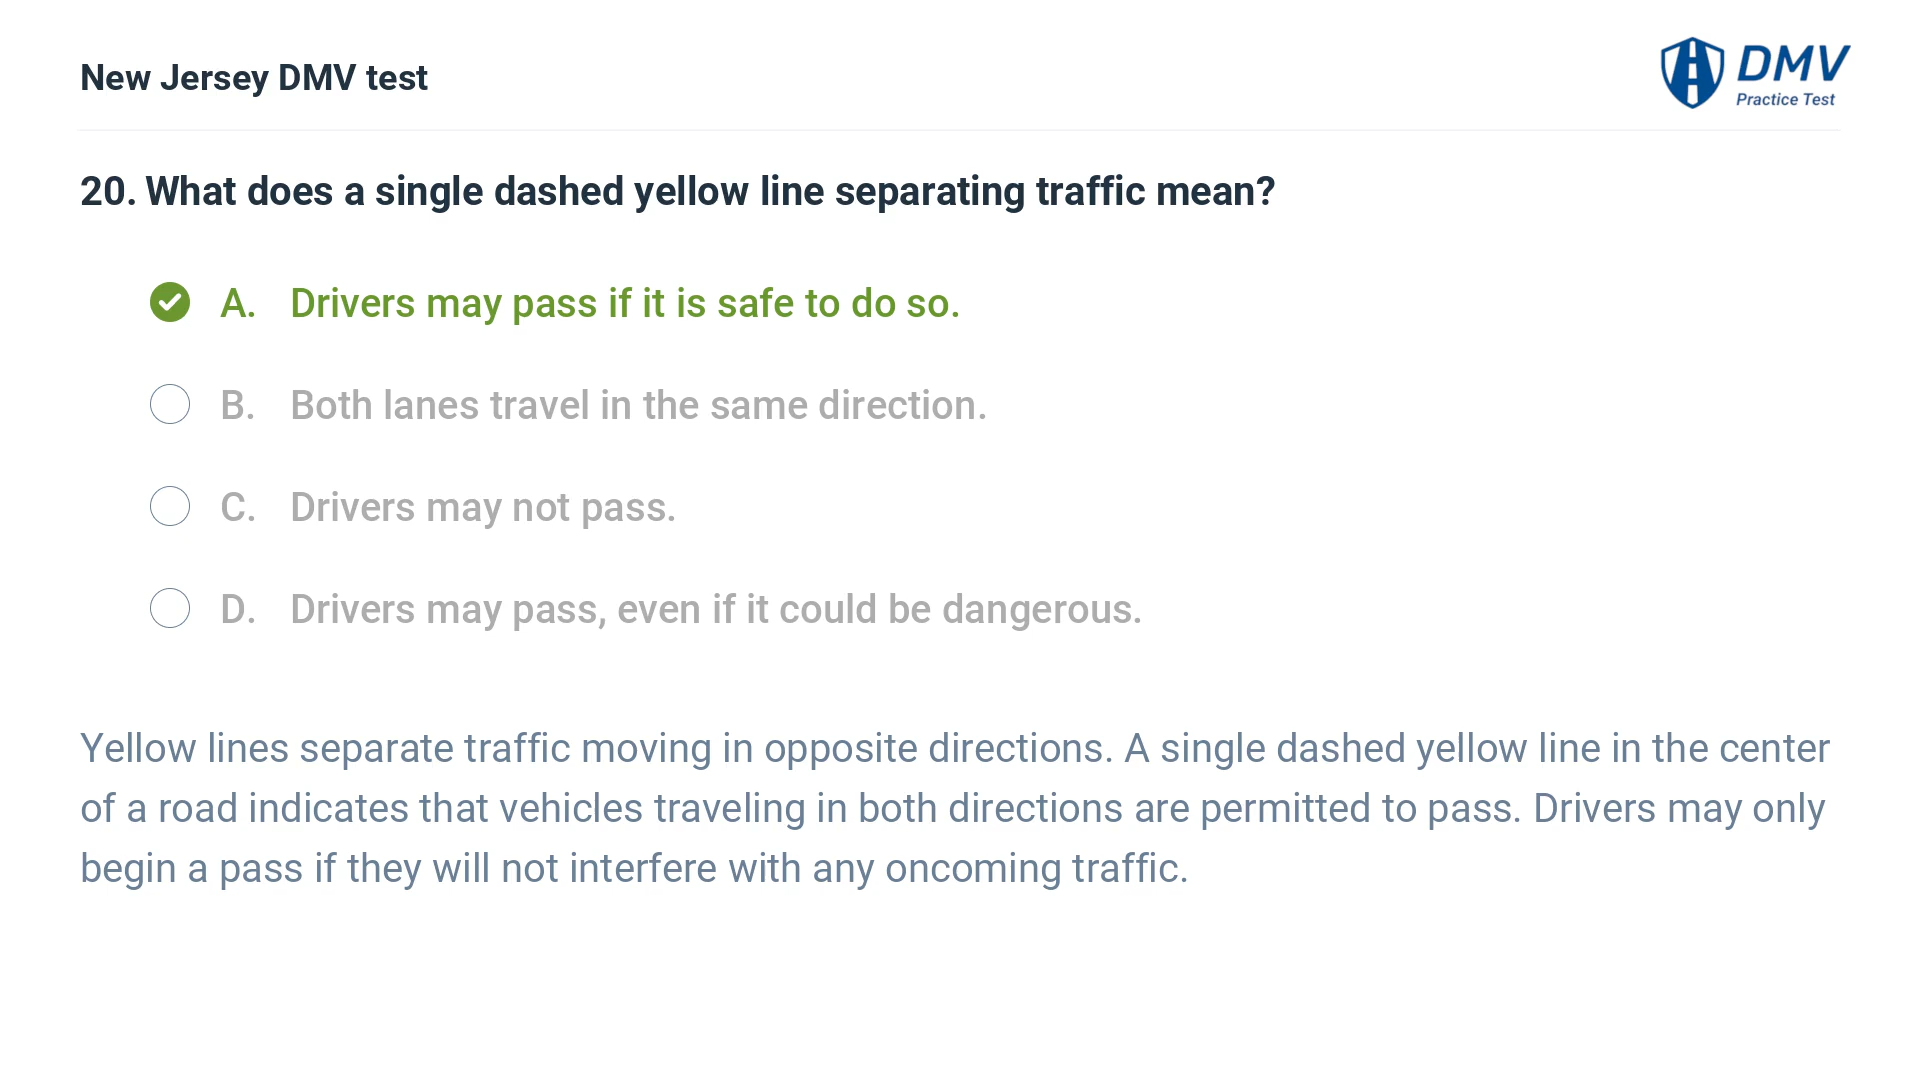 New Jersey DMV test
DMV
Practice Test
20. What does a single dashed yellow line separating traffic mean?
A. Drivers may pass if it is safe to do so.
B. Both lanes travel in the same direction.
C. Drivers may not pass.
D. Drivers may pass, even if it could be dangerous.
Yellow lines separate traffic moving in opposite directions. A single dashed yellow line in the center
of a road indicates that vehicles traveling in both directions are permitted to pass. Drivers may only
begin a pass if they will not interfere with any oncoming traffic.